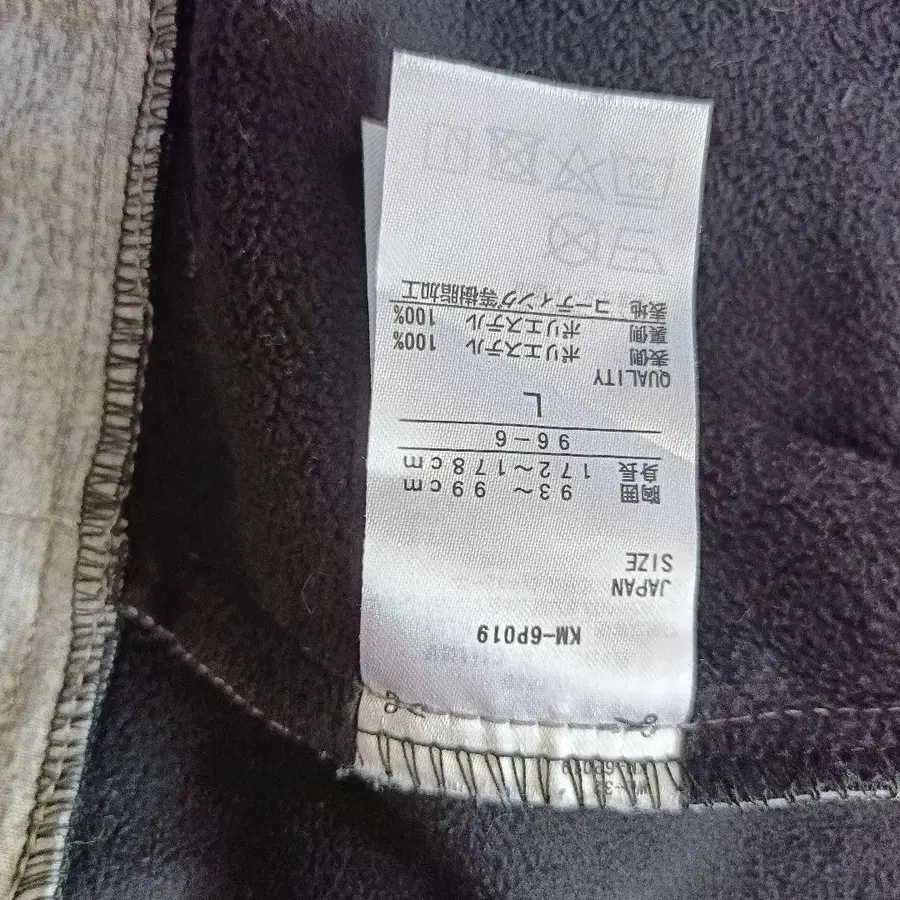 KM-6P019
JAPAN
SIZE
胸囲 93～ 99cm
身長 172～178cm
96-6
L
QUALITY
表側 ポリエステル 100%
裏側 ポリエステル 100%
表地 コーティング等樹脂加工